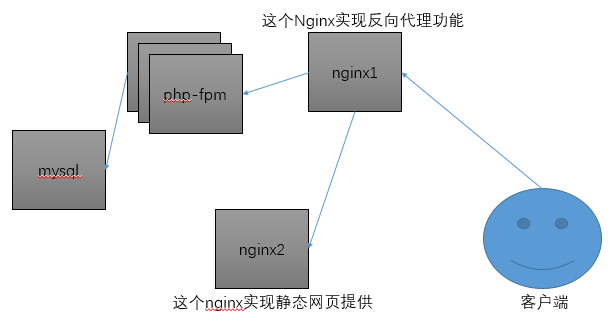 这个Nginx实现反向代理功能
nginx1
php-fpm
mysql
nginx2
这个nginx实现静态网页提供
客户端